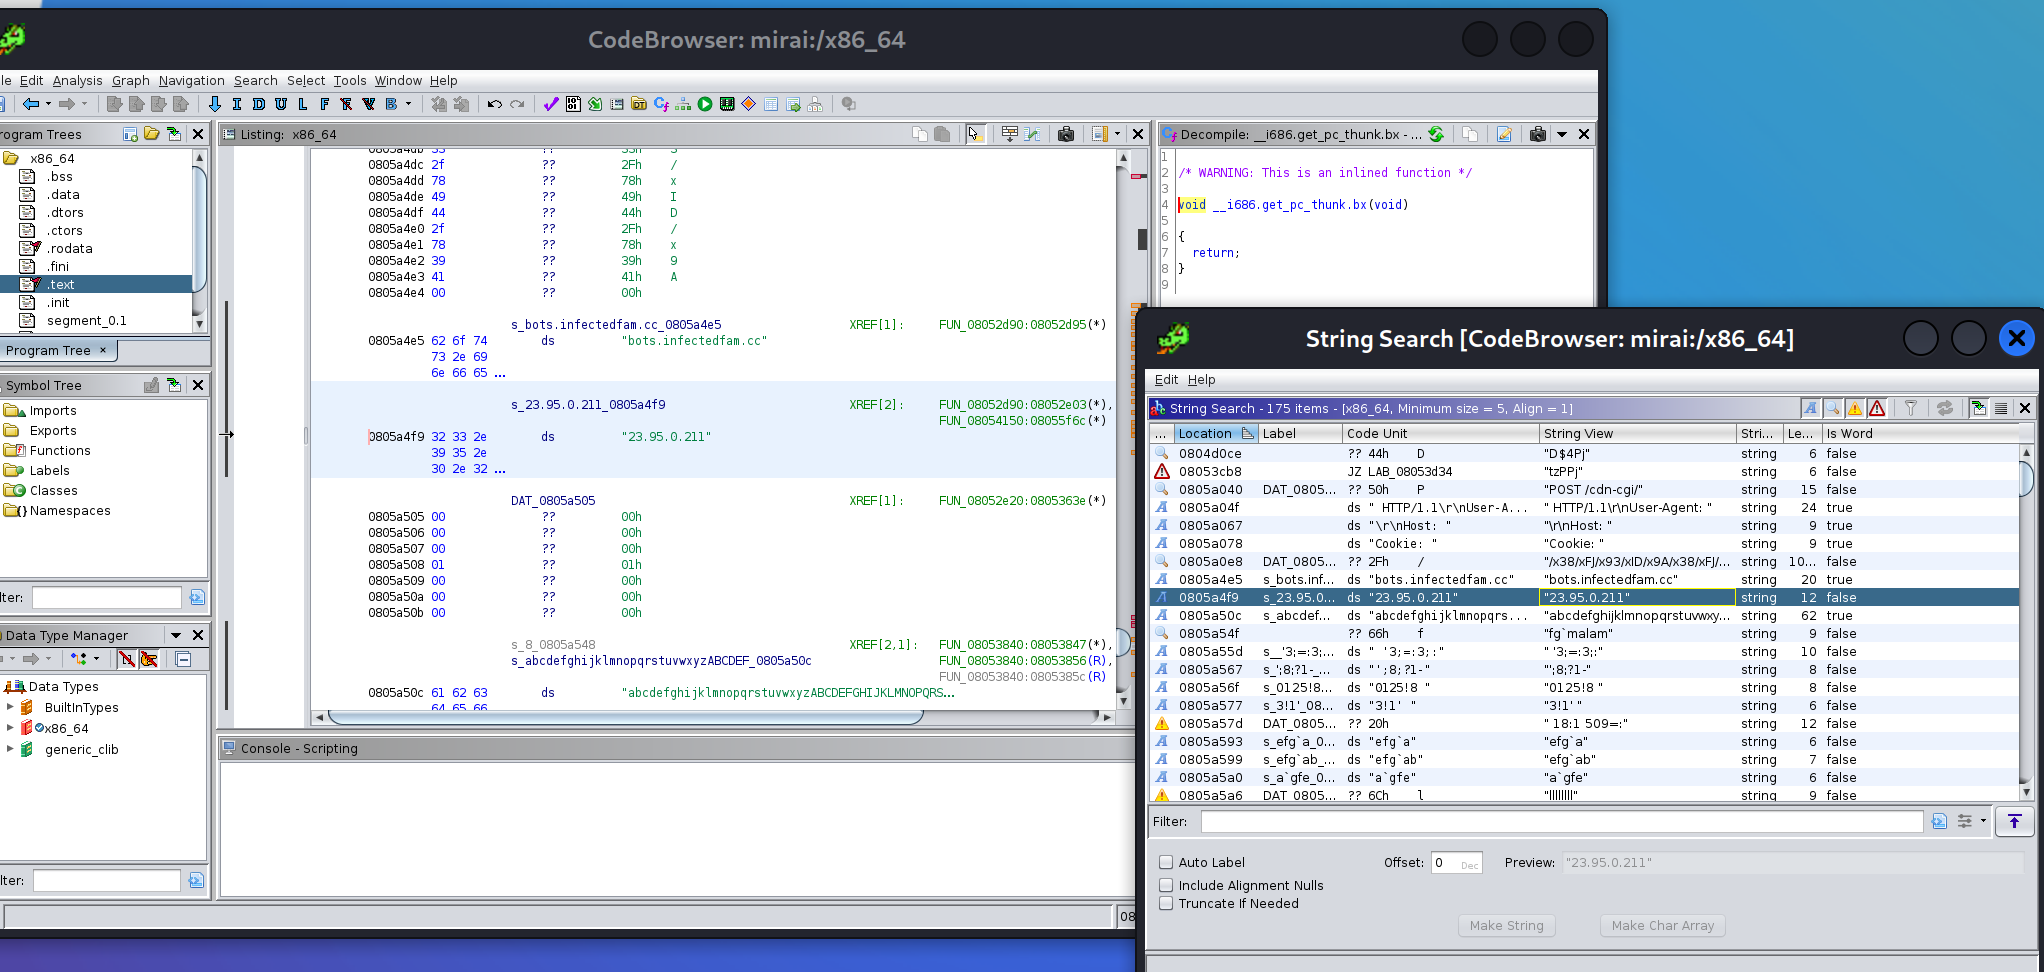 CodeBrowser: mirai:/x86_64
le Edit Analysis Graph Navigation Search Select Tools Window Help
I D U L F B
rogram Trees
x86_64
.bss
.data
.dtors
.ctors
.rodata
.fini
.text
.init
segment_0.1
Program Tree ×
Symbol Tree
Imports
Exports
Functions
Labels
Classes
Namespaces
lter:
Data Type Manager
Data Types
BuiltInTypes
x86_64
generic_clib
lter:
Listing: x86_64
0805a4db 33 ?? 33h 3
0805a4dc 2f ?? 2Fh /
0805a4dd 78 ?? 78h x
0805a4de 49 ?? 49h I
0805a4df 44 ?? 44h D
0805a4e0 2f ?? 2Fh /
0805a4e1 78 ?? 78h x
0805a4e2 39 ?? 39h 9
0805a4e3 41 ?? 41h A
0805a4e4 00 ?? 00h
s_bots.infectedfam.cc_0805a4e5 XREF[1]: FUN_08052d90:08052d95(*)
0805a4e5 62 6f 74 ds "bots.infectedfam.cc"
73 2e 69
6e 66 65 ...
s_23.95.0.211_0805a4f9 XREF[2]: FUN_08052d90:08052e03(*),
FUN_08054150:08055f6c(*)
0805a4f9 32 33 2e ds "23.95.0.211"
39 35 2e
30 2e 32 ...
DAT_0805a505 XREF[1]: FUN_08052e20:0805363e(*)
0805a505 00 ?? 00h
0805a506 00 ?? 00h
0805a507 00 ?? 00h
0805a508 01 ?? 01h
0805a509 00 ?? 00h
0805a50a 00 ?? 00h
0805a50b 00 ?? 00h
s_8_0805a548 XREF[2,1]: FUN_08053840:08053847(*),
s_abcdefghijklmnopqrstuvwxyzABCDEF_0805a50c FUN_08053840:08053856(R),
FUN_08053840:0805385c(R)
0805a50c 61 62 63 ds "abcdefghijklmnopqrstuvwxyzABCDEFGHIJKLMNOPQRS...
64 65 66
Console - Scripting
08
Decompile: __i686.get_pc_thunk.bx - ...
1
2 /* WARNING: This is an inlined function */
3
4 void __i686.get_pc_thunk.bx(void)
5
6 {
7 return;
8 }
9
String Search [CodeBrowser: mirai:/x86_64]
Edit Help
String Search - 175 items - [x86_64, Minimum size = 5, Align = 1]
... Location Label Code Unit String View Stri... Le... Is Word
0804d0ce ?? 44h D "D$4Pj" string 6 false
08053cb8 JZ LAB_08053d34 "tzPPj" string 6 false
0805a040 DAT_0805... ?? 50h P "POST /cdn-cgi/" string 15 false
0805a04f ds " HTTP/1.1\r\nUser-A... " HTTP/1.1\r\nUser-Agent: " string 24 true
0805a067 ds "\r\nHost: " "\r\nHost: " string 9 true
0805a078 ds "Cookie: " "Cookie: " string 9 true
0805a0e8 DAT_0805... ?? 2Fh / "/x38/xFJ/x93/xID/x9A/x38/xFJ/... string 10... false
0805a4e5 s_bots.inf... ds "bots.infectedfam.cc" "bots.infectedfam.cc" string 20 true
0805a4f9 s_23.95.0... ds "23.95.0.211" "23.95.0.211" string 12 false
0805a50c s_abcdef... ds "abcdefghijklmnopqrs... "abcdefghijklmnopqrstuvwxy... string 62 true
0805a54f ?? 66h f "fg`malam" string 9 false
0805a55d s__'3;=:3;... ds " '3;=:3;:" " '3;=:3;:" string 10 false
0805a567 s_';8;?1-_... ds "';8;?1-" "';8;?1-" string 8 false
0805a56f s_0125!8... ds "0125!8 " "0125!8 " string 8 false
0805a577 s_3!1'_08... ds "3!1' " "3!1' " string 6 false
0805a57d DAT_0805... ?? 20h " 18:1 509=:" string 12 false
0805a593 s_efg`a_0... ds "efg`a" "efg`a" string 6 false
0805a599 s_efg`ab_... ds "efg`ab" "efg`ab" string 7 false
0805a5a0 s_a`gfe_0... ds "a`gfe" "a`gfe" string 6 false
0805a5a6 DAT_0805... ?? 6Ch l "llllllll" string 9 false
Filter:
Auto Label Offset: 0 Dec Preview: "23.95.0.211"
Include Alignment Nulls
Truncate If Needed
Make String Make Char Array